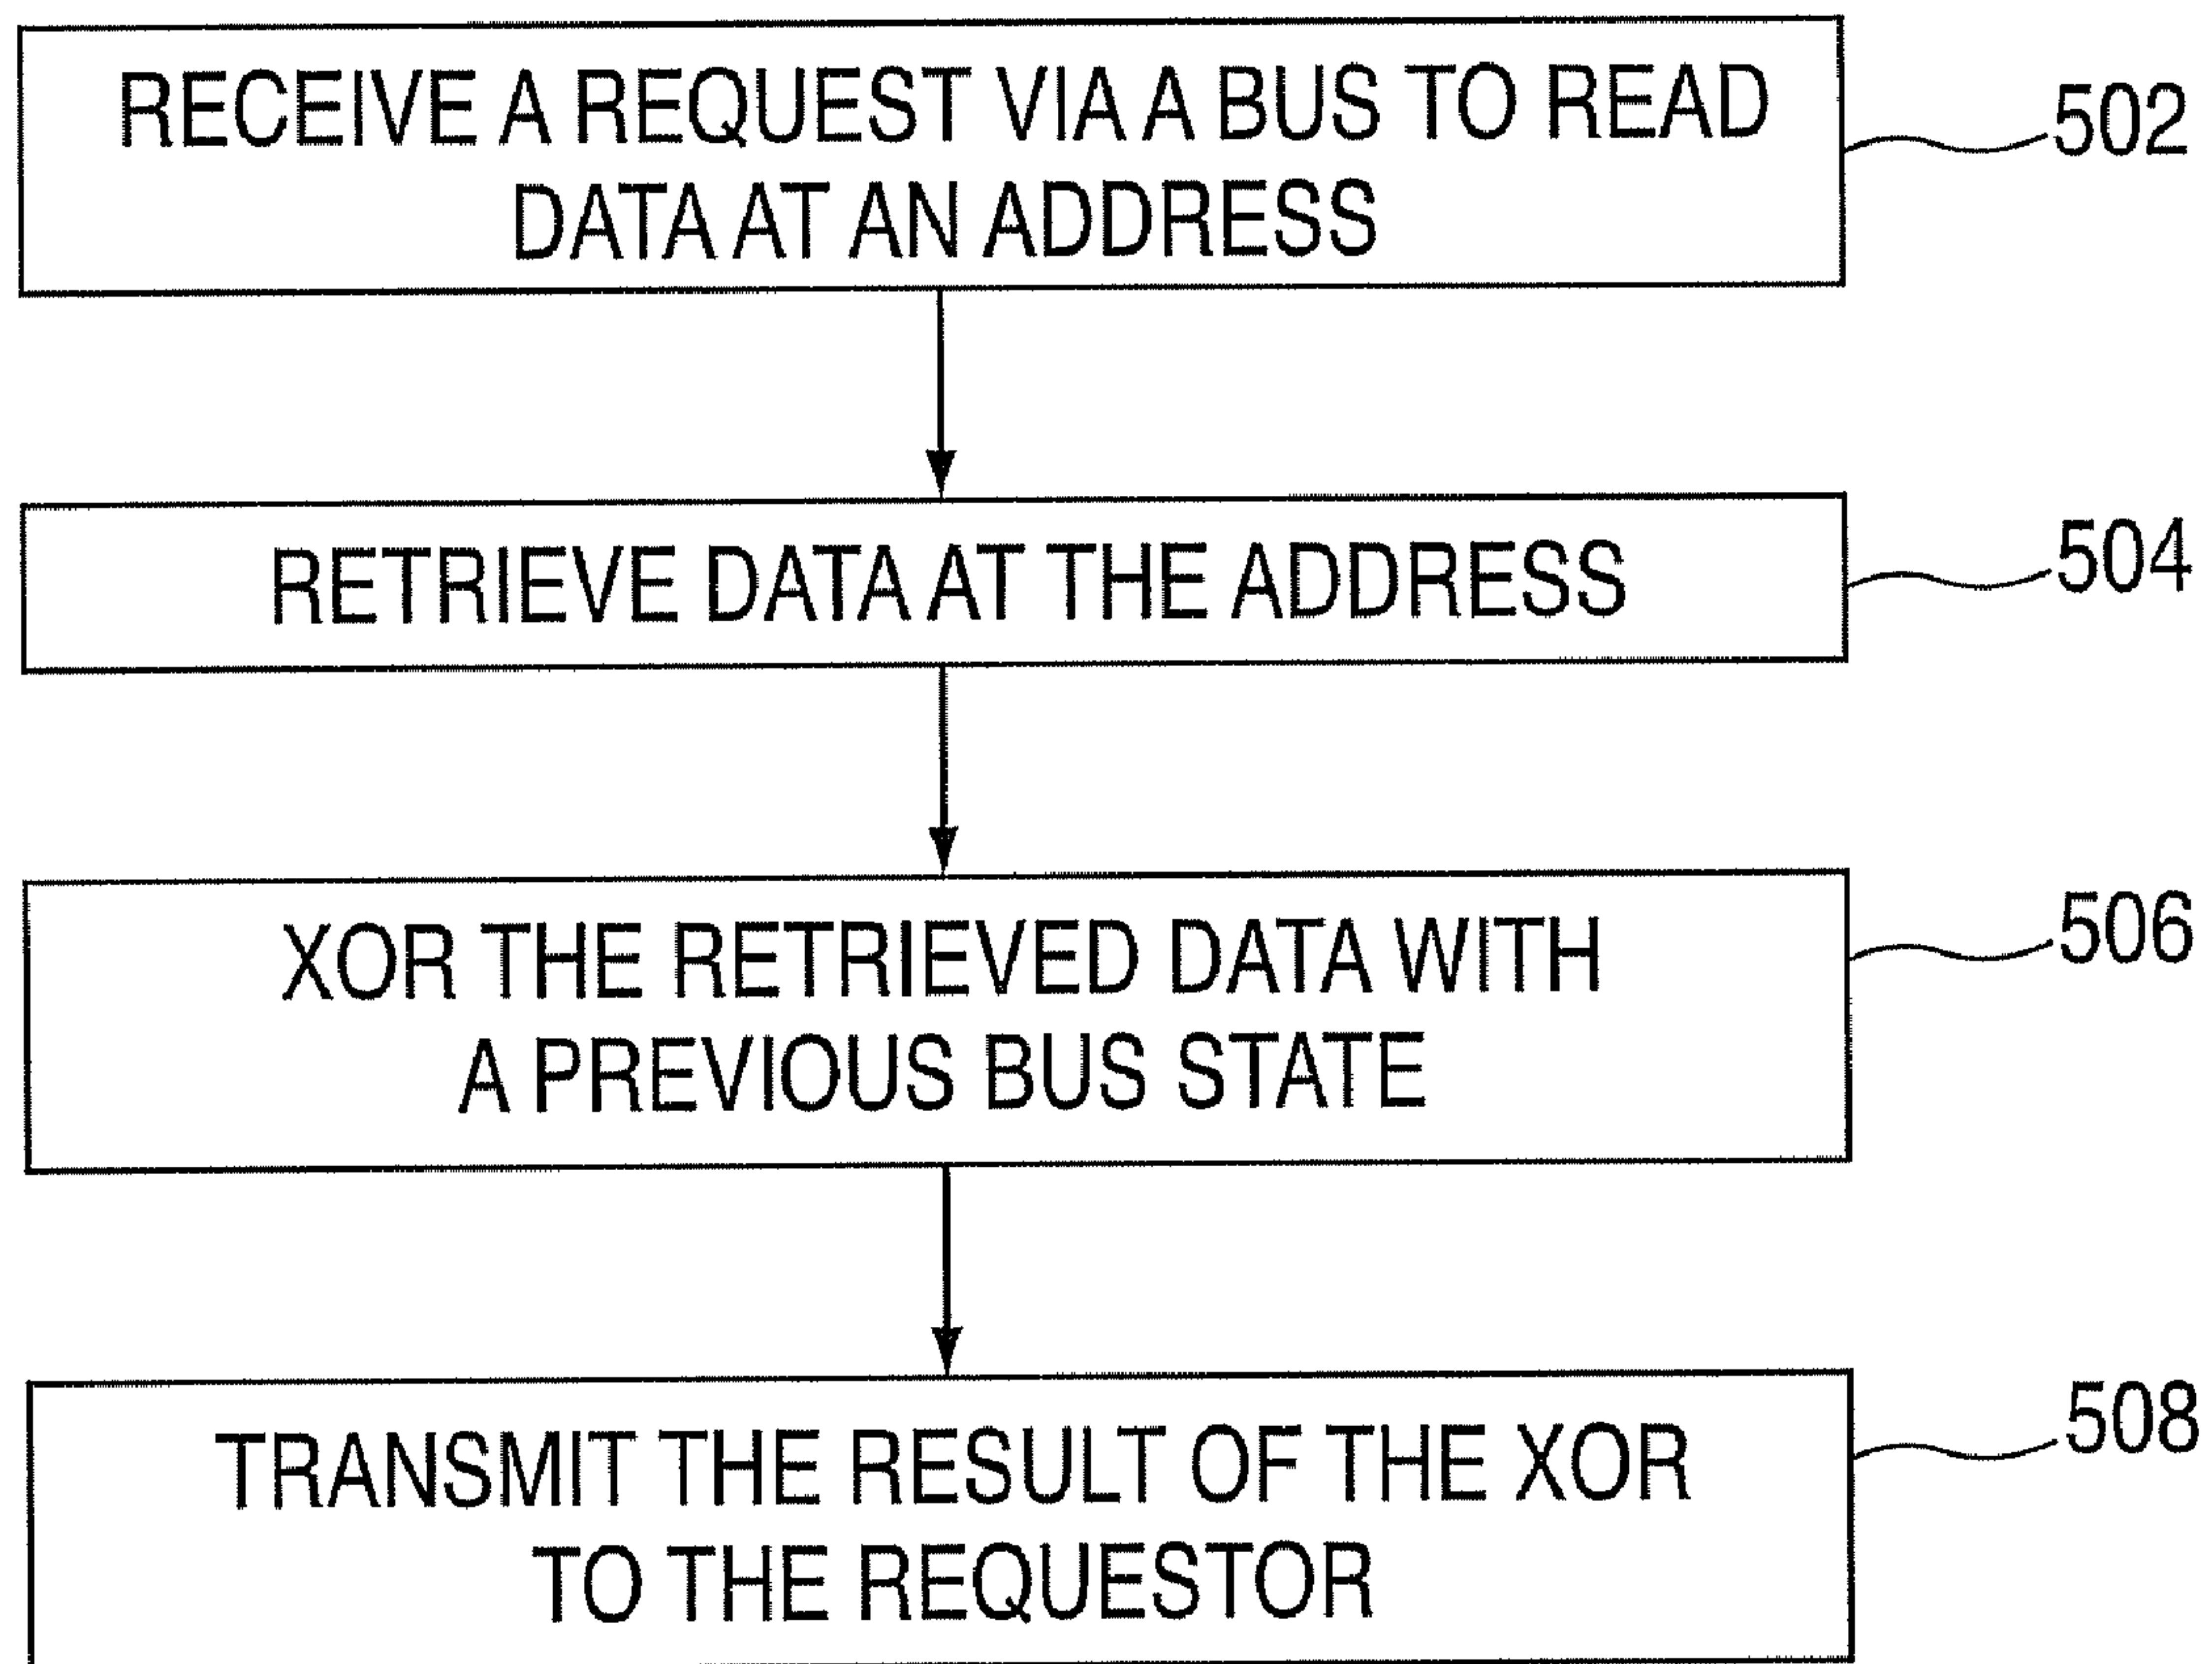 RECEIVE A REQUEST VIA A BUS TO READ
DATA AT AN ADDRESS
502
RETRIEVE DATA AT THE ADDRESS
504
XOR THE RETRIEVED DATA WITH
A PREVIOUS BUS STATE
506
TRANSMIT THE RESULT OF THE XOR
TO THE REQUESTOR
508